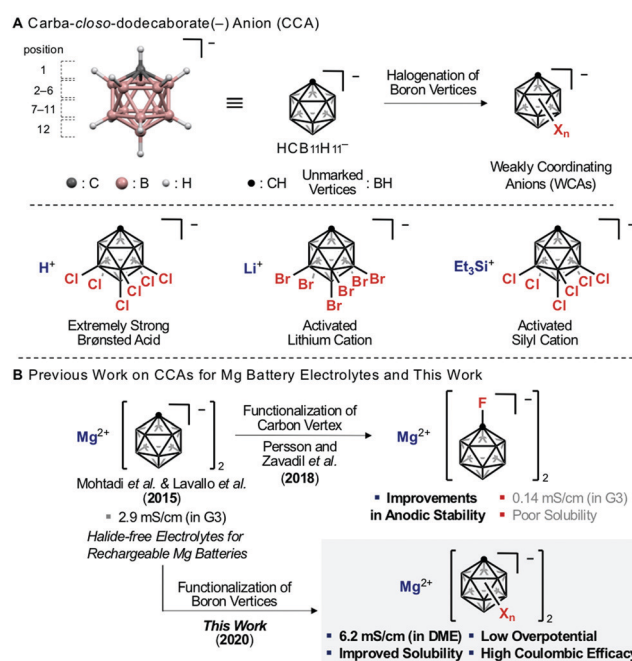 A Carba-closo-dodecaborate(–) Anion (CCA)
position
1
2–6
7–11
12
–
≡
–
HCB11H11–
Halogenation of
Boron Vertices
–
Xn
Weakly Coordinating
Anions (WCAs)
: C : B : H
: CH Unmarked Vertices : BH
H+
Cl Cl Cl Cl Cl Cl
–
Extremely Strong
Brønsted Acid
Li+
Br Br Br Br Br Br
–
Activated
Lithium Cation
Et3Si+
Cl Cl Cl Cl Cl Cl
–
Activated
Silyl Cation
B Previous Work on CCAs for Mg Battery Electrolytes and This Work
Mg2+
–
2
Mohtadi et al. & Lavallo et al.
(2015)
2.9 mS/cm (in G3)
Halide-free Electrolytes for
Rechargeable Mg Batteries
Functionalization of
Carbon Vertex
Persson and
Zavadil et al.
(2018)
Mg2+
F
–
2
Improvements
in Anodic Stability
0.14 mS/cm (in G3)
Poor Solubility
Functionalization of
Boron Vertices
This Work
(2020)
Mg2+
–
Xn
2
6.2 mS/cm (in DME) Low Overpotential
Improved Solubility High Coulombic Efficacy